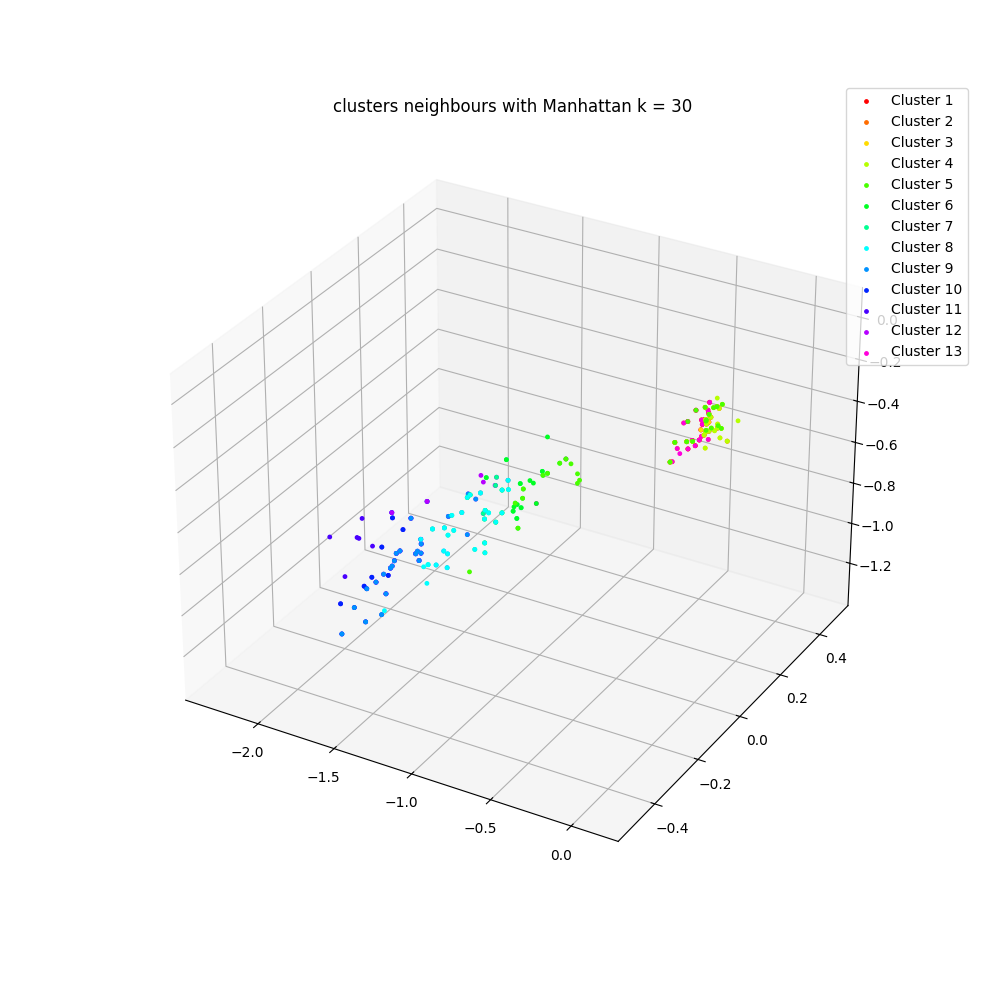 clusters neighbours with Manhattan k = 30
Cluster 1
Cluster 2
Cluster 3
Cluster 4
Cluster 5
Cluster 6
Cluster 7
Cluster 8
Cluster 9
Cluster 10
Cluster 11
Cluster 12
Cluster 13
0.0
−0.2
−0.4
−0.6
−0.8
−1.0
−1.2
0.4
0.2
0.0
−0.2
−0.4
−2.0
−1.5
−1.0
−0.5
0.0